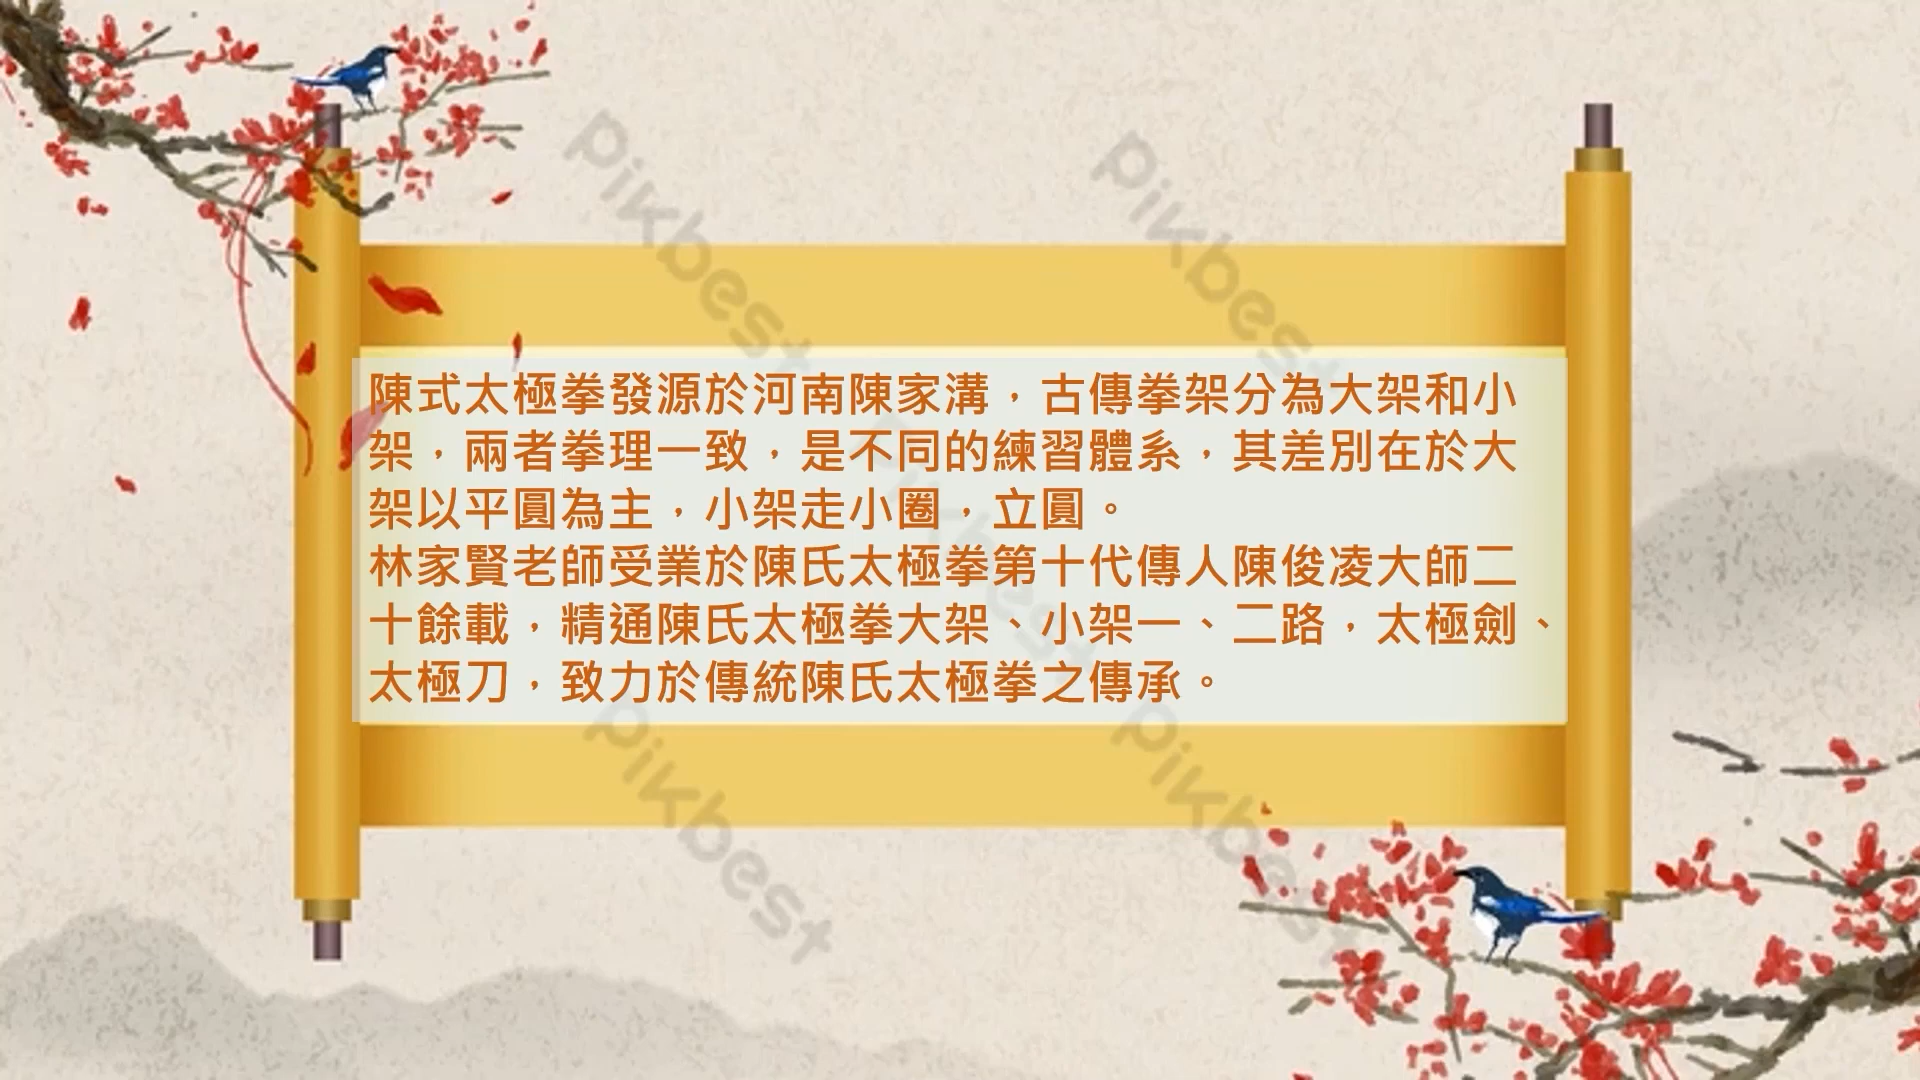 陳式太極拳發源於河南陳家溝，古傳拳架分為大架和小
架，兩者拳理一致，是不同的練習體系，其差別在於大
架以平圓為主，小架走小圈，立圓。
林家賢老師受業於陳氏太極拳第十代傳人陳俊凌大師二
十餘載，精通陳氏太極拳大架、小架一、二路，太極劍、
太極刀，致力於傳統陳氏太極拳之傳承。
Pikbest
Pikbest
Pikbest
Pikbest
Pikbest